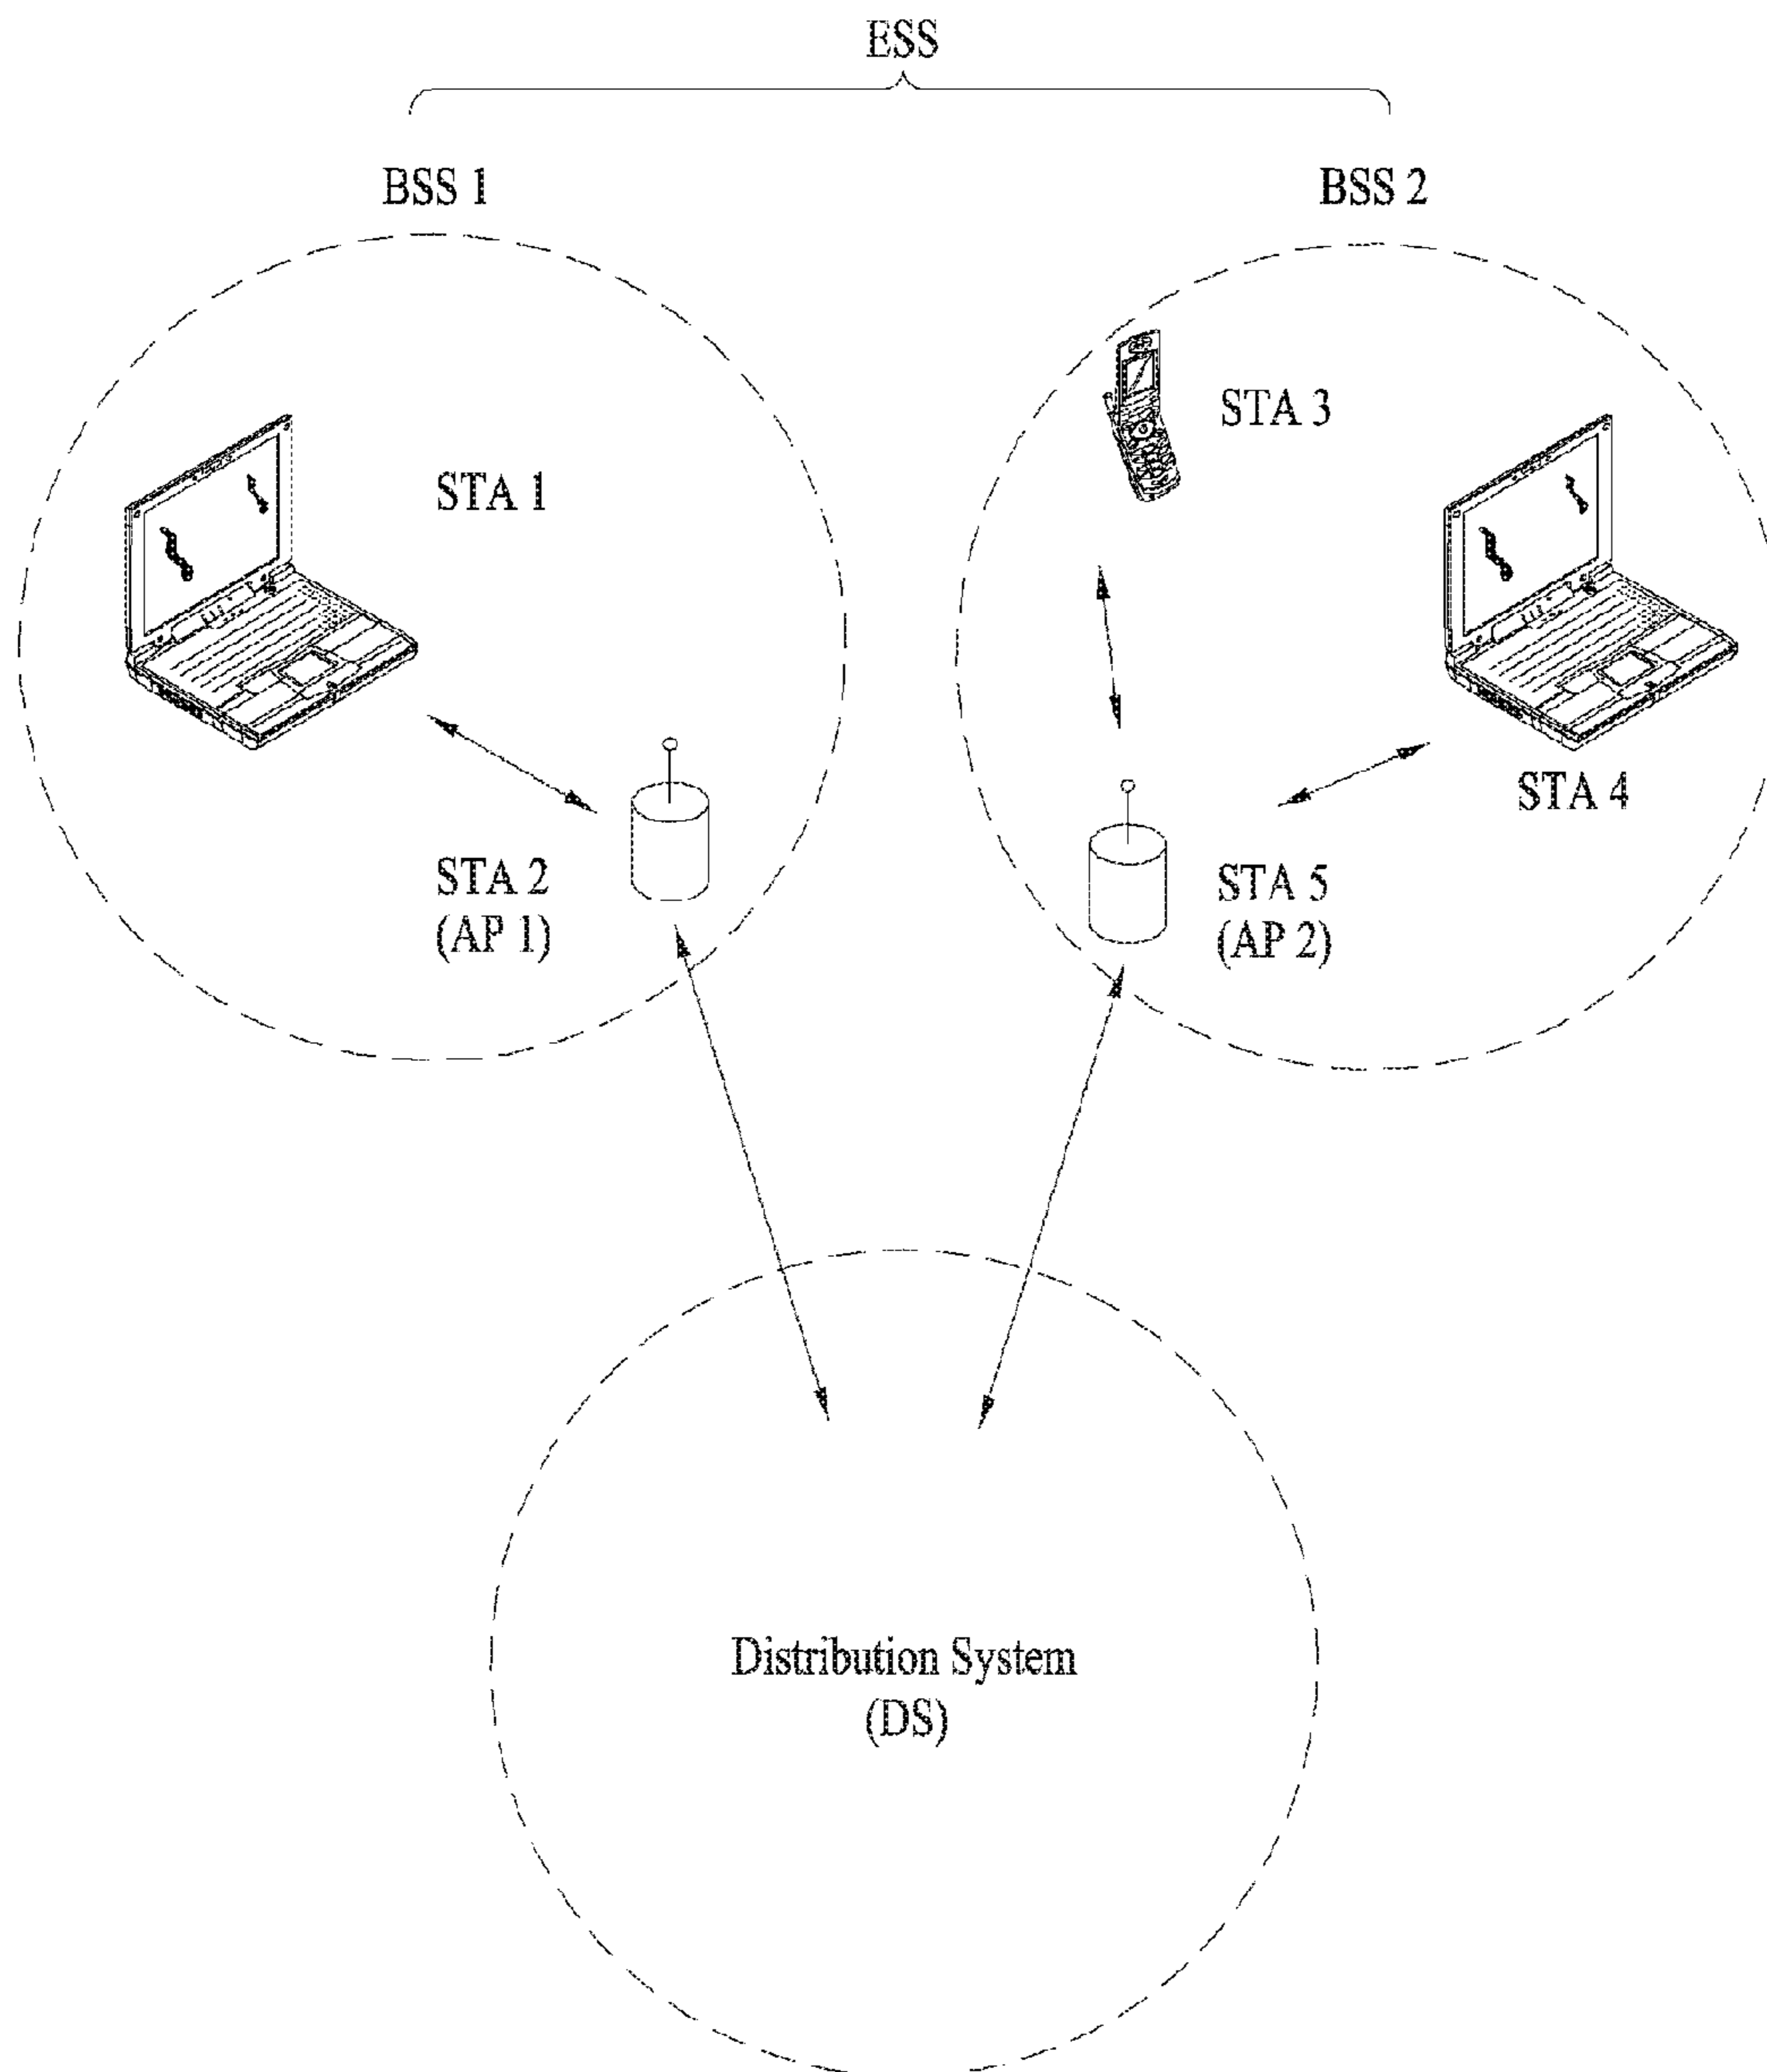 ESS
BSS 1
BSS 2
STA 3
STA 1
STA 4
STA 2
(AP 1)
STA 5
(AP 2)
Distribution System
(DS)